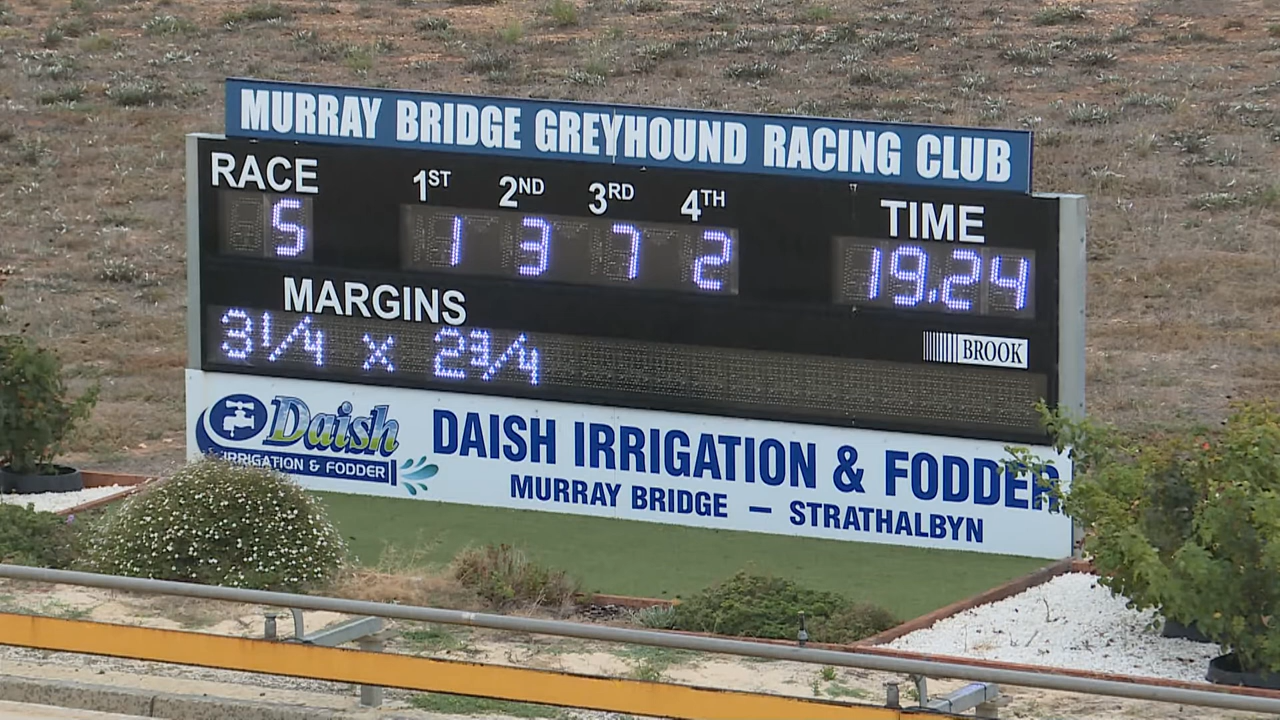 MURRAY BRIDGE GREYHOUND RACING CLUB
RACE 1ST 2ND 3RD 4TH TIME
5 1 3 7 2 19.24
MARGINS
3 1/4 x 2 3/4
BROOK
Daish
IRRIGATION & FODDER
DAISH IRRIGATION & FODDER
MURRAY BRIDGE – STRATHALBYN